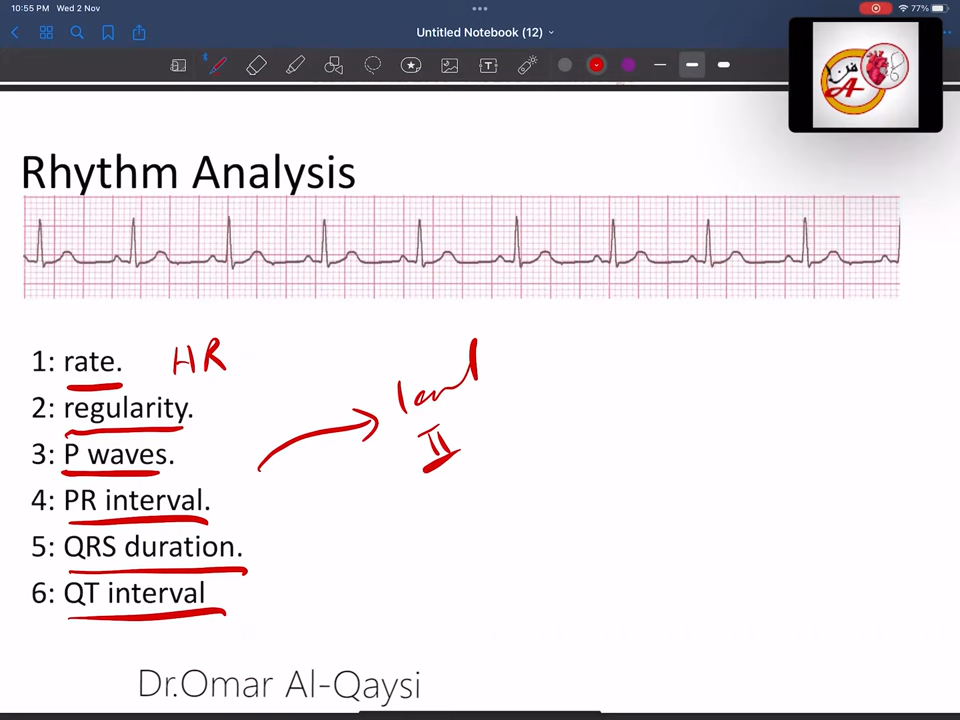 10:55 PM Wed 2 Nov
77%
Untitled Notebook (12)
فزا
A
Rhythm Analysis
1: rate. HR
2: regularity.
3: P waves.
lead
II
4: PR interval.
5: QRS duration.
6: QT interval
Dr.Omar Al-Qaysi